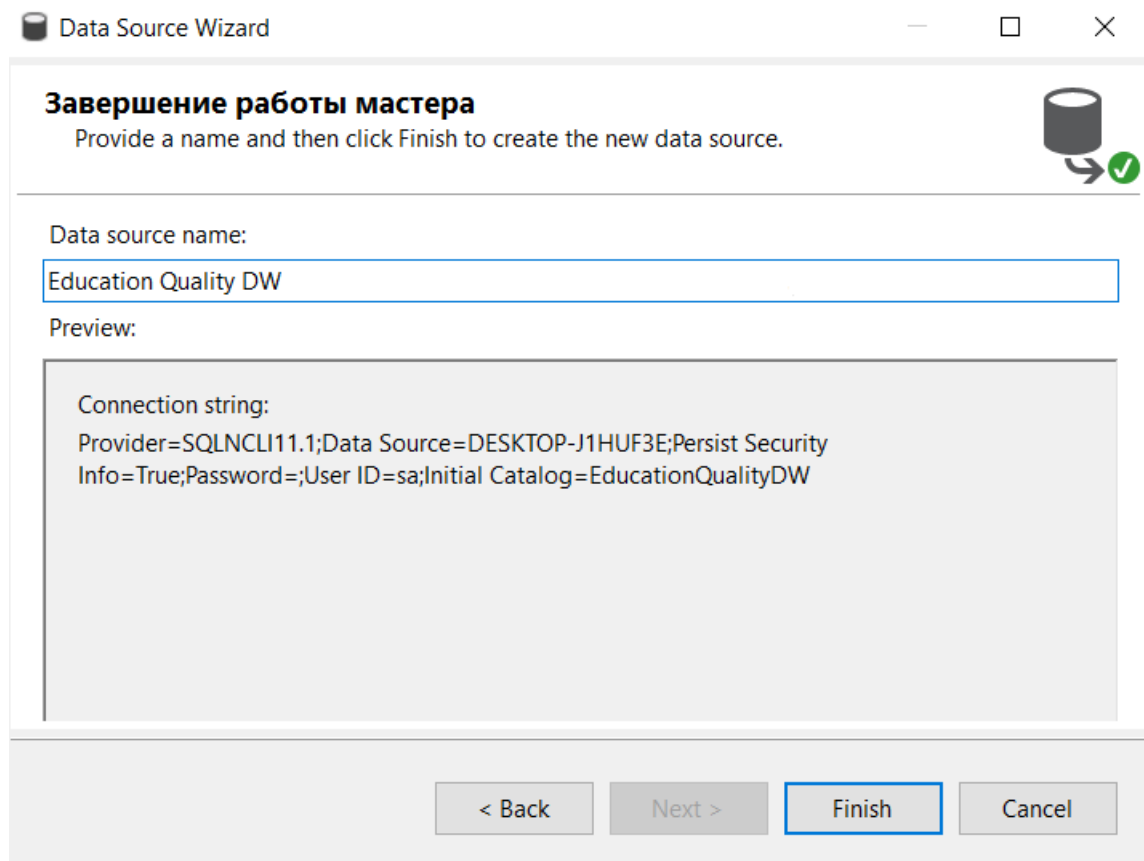 Data Source Wizard
Завершение работы мастера
Provide a name and then click Finish to create the new data source.
Data source name:
Education Quality DW
Preview:
Connection string:
Provider=SQLNCLI11.1;Data Source=DESKTOP-J1HUF3E;Persist Security
Info=True;Password=;User ID=sa;Initial Catalog=EducationQualityDW
< Back
Next >
Finish
Cancel